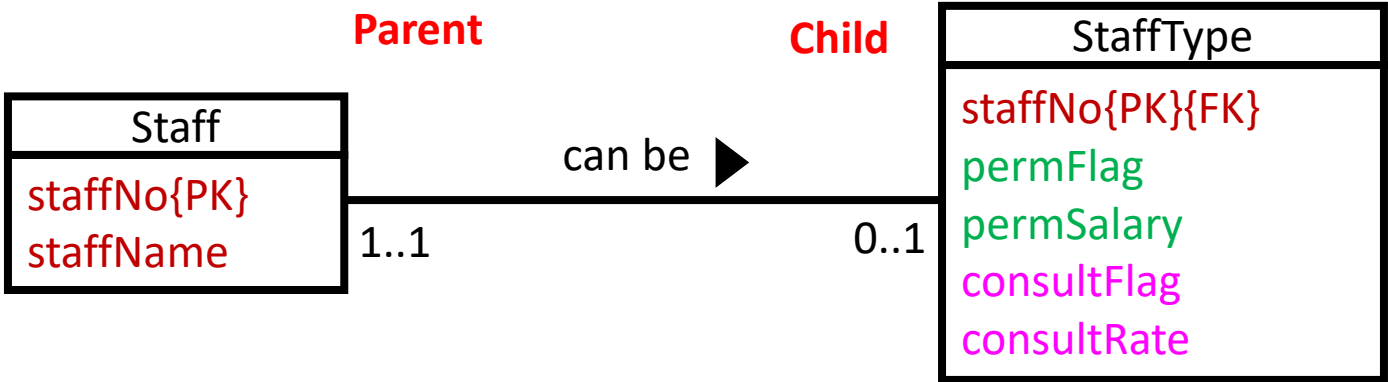 Parent
Child
Staff
staffNo{PK}
staffName
can be
1..1
0..1
StaffType
staffNo{PK}{FK}
permFlag
permSalary
consultFlag
consultRate